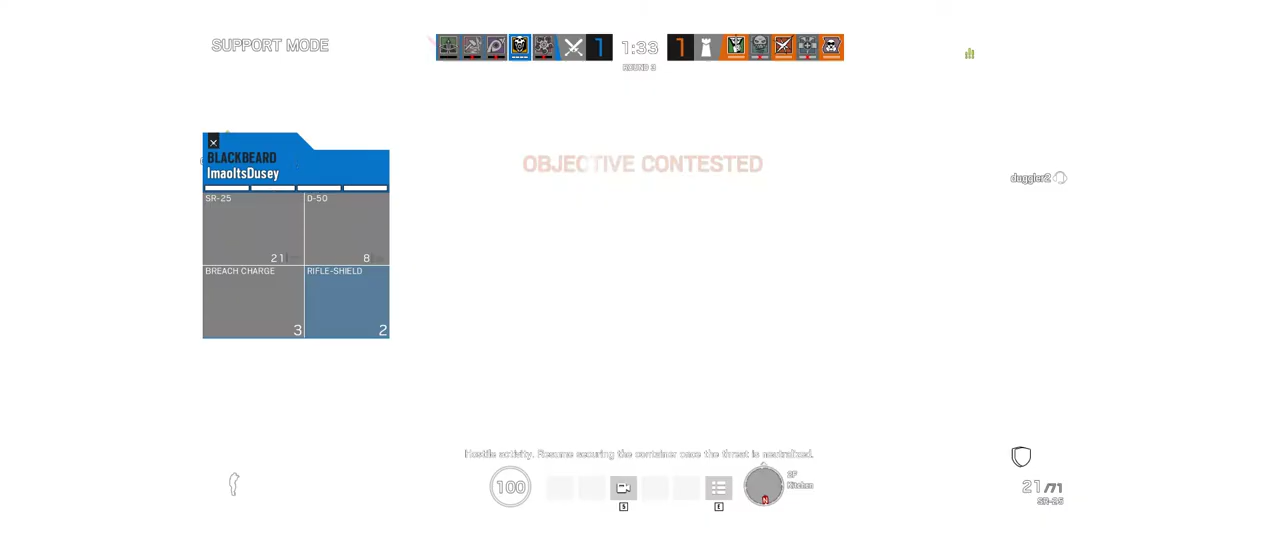 SUPPORT MODE
1 1:33 1
ROUND 3
BLACKBEARD
lmaoItsDusey
SR-25 D-50
21 8
BREACH CHARGE RIFLE-SHIELD
3 2
OBJECTIVE CONTESTED
duggler2
Hostile activity. Resume securing the container once the threat is neutralized.
100
5 E
N
2F
Kitchen
21/71
SR-25